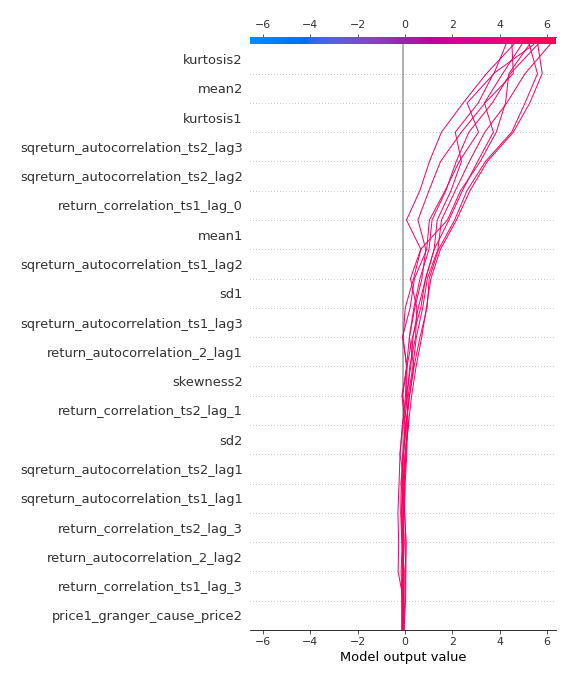 −6 −4 −2 0 2 4 6
kurtosis2
mean2
kurtosis1
sqreturn_autocorrelation_ts2_lag3
sqreturn_autocorrelation_ts2_lag2
return_correlation_ts1_lag_0
mean1
sqreturn_autocorrelation_ts1_lag2
sd1
sqreturn_autocorrelation_ts1_lag3
return_autocorrelation_2_lag1
skewness2
return_correlation_ts2_lag_1
sd2
sqreturn_autocorrelation_ts2_lag1
sqreturn_autocorrelation_ts1_lag1
return_correlation_ts2_lag_3
return_autocorrelation_2_lag2
return_correlation_ts1_lag_3
price1_granger_cause_price2
−6 −4 −2 0 2 4 6
Model output value